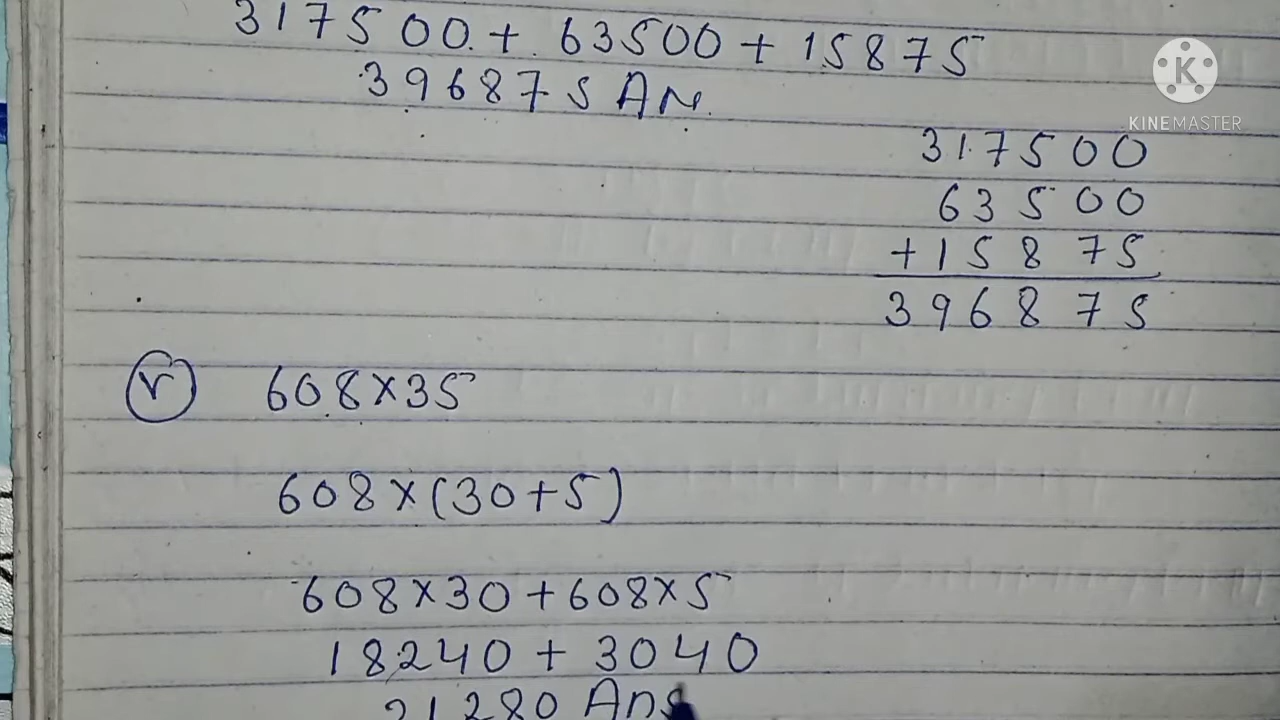 317500 + 63500 + 15875
396875 An.
K
KINEMASTER
317500
63500
+15875
396875
v 608×35
608×(30+5)
608×30+608×5
18240 + 3040
21280 Ans